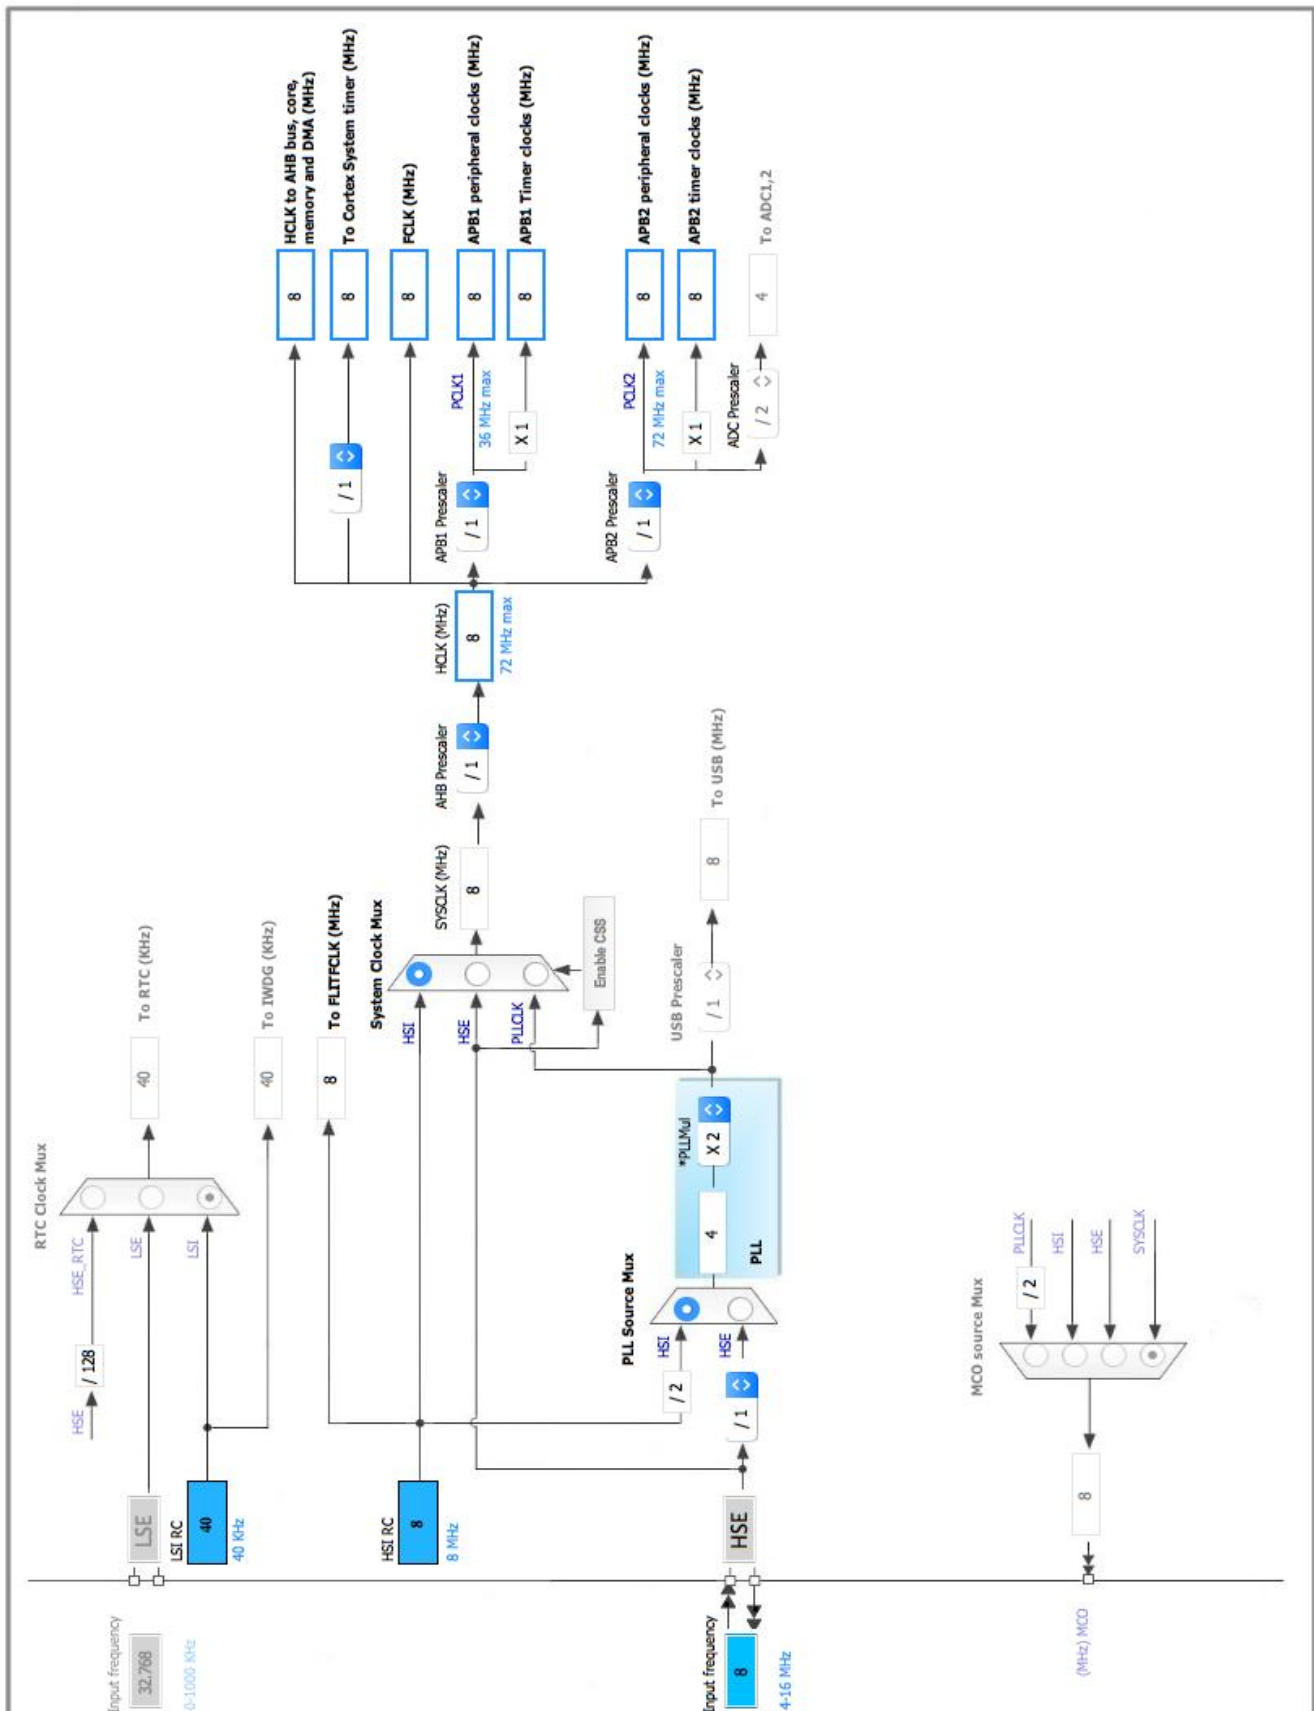 RTC Clock Mux
HSE
/ 128
HSE_RTC
LSE
LSI
40
To RTC (KHz)
Input frequency
32.768
0-1000 KHz
LSE
LSI RC
40
40 KHz
40
To IWDG (KHz)
8
To FLITFCLK (MHz)
HSI RC
8
8 MHz
System Clock Mux
HSI
HSE
PLLCLK
Enable CSS
SYSCLK (MHz)
8
AHB Prescaler
/ 1
HCLK (MHz)
8
72 MHz max
8
HCLK to AHB bus, core,
memory and DMA (MHz)
/ 1
8
To Cortex System timer (MHz)
8
FCLK (MHz)
APB1 Prescaler
/ 1
PCLK1
36 MHz max
8
APB1 peripheral clocks (MHz)
X 1
8
APB1 Timer clocks (MHz)
APB2 Prescaler
/ 1
PCLK2
72 MHz max
8
APB2 peripheral clocks (MHz)
X 1
8
APB2 timer clocks (MHz)
ADC Prescaler
/ 2
4
To ADC1,2
PLL Source Mux
/ 2
HSI
HSE
Input frequency
8
4-16 MHz
HSE
/ 1
4
*PLLMul
X 2
PLL
USB Prescaler
/ 1
8
To USB (MHz)
MCO source Mux
(MHz) MCO
8
/ 2
PLLCLK
HSI
HSE
SYSCLK